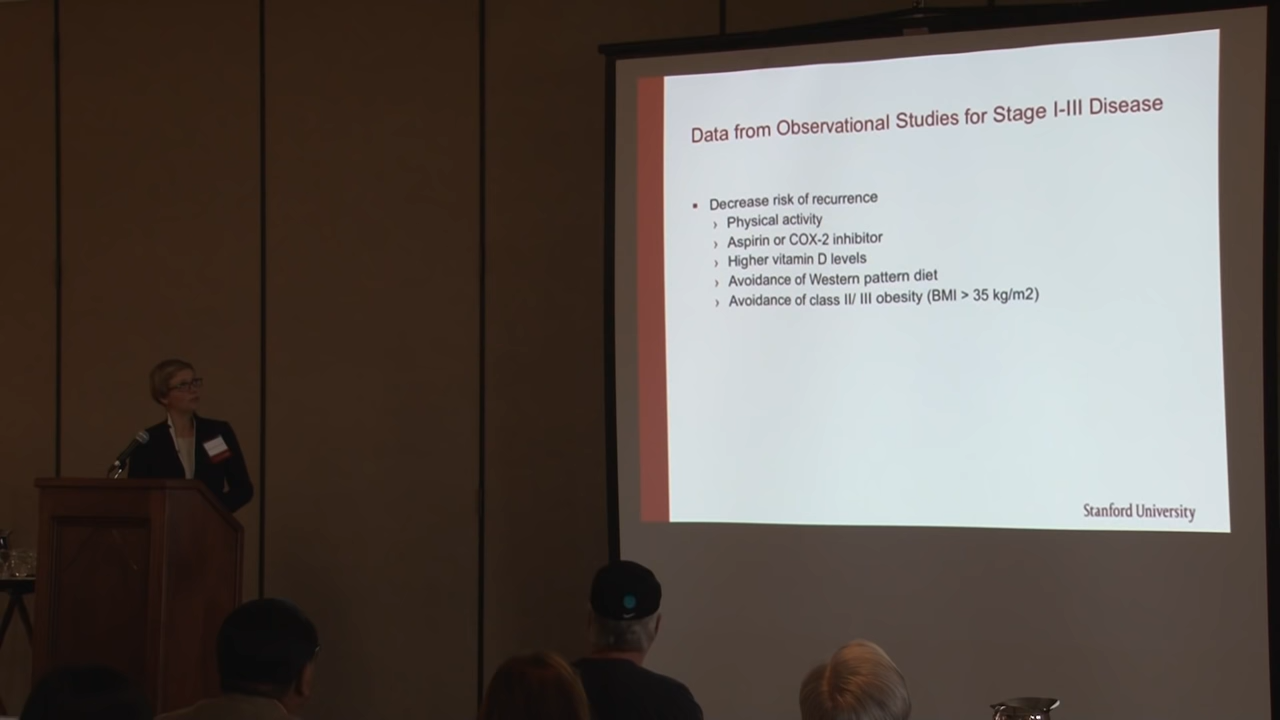 Data from Observational Studies for Stage I-III Disease
▪ Decrease risk of recurrence
› Physical activity
› Aspirin or COX-2 inhibitor
› Higher vitamin D levels
› Avoidance of Western pattern diet
› Avoidance of class II/ III obesity (BMI > 35 kg/m2)
Stanford University